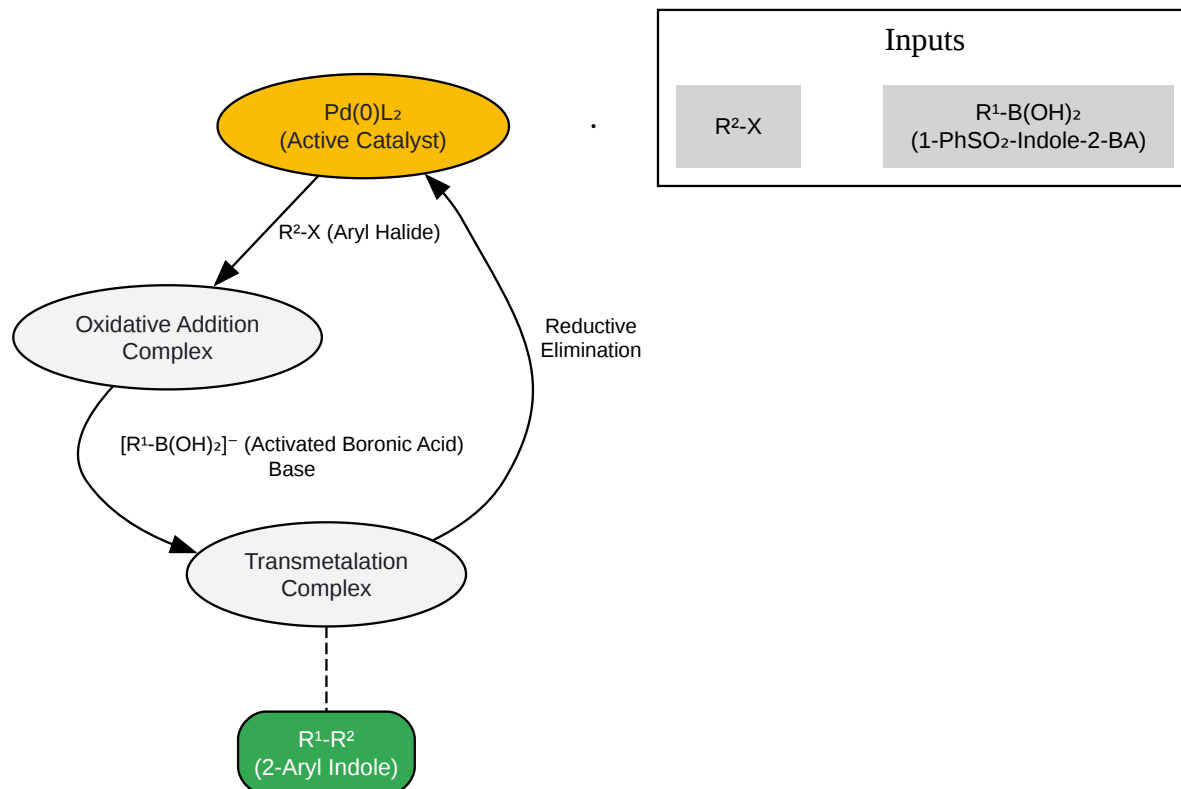 Inputs
Pd(0)L₂
(Active Catalyst)
.
R²-X
R¹-B(OH)₂
(1-PhSO₂-Indole-2-BA)
R²-X (Aryl Halide)
Oxidative Addition
Complex
Reductive
Elimination
[R¹-B(OH)₂]⁻ (Activated Boronic Acid)
Base
Transmetalation
Complex
R¹-R²
(2-Aryl Indole)